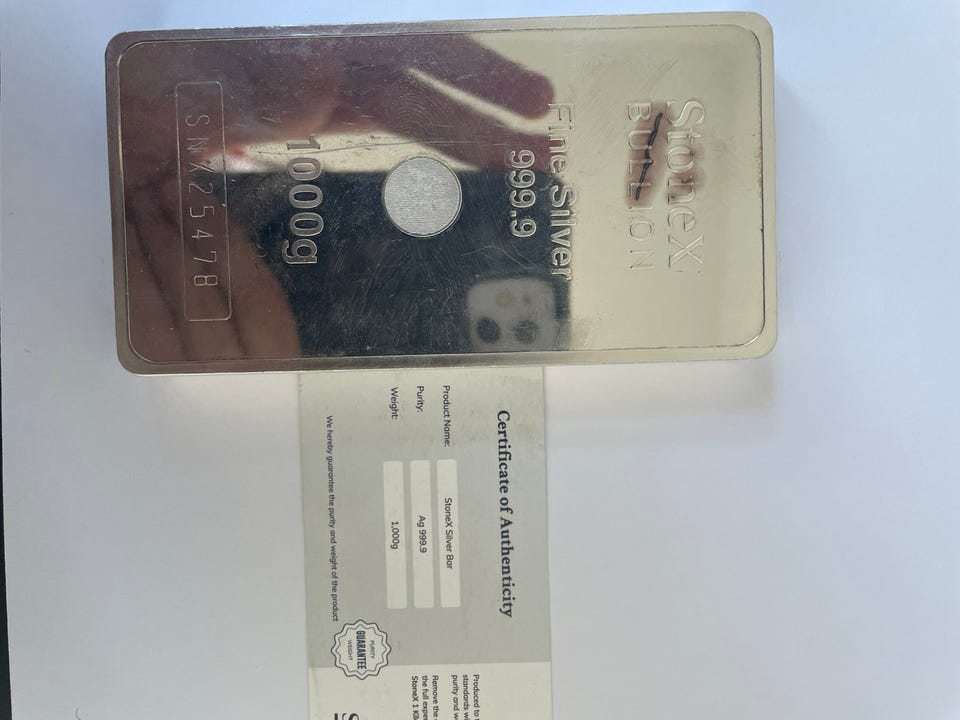 StoneX
BULLION
Fine Silver
999.9
1000g
SNX25478
Certificate of Authenticity
Product Name:
StoneX Silver Bar
Purity:
Ag 999.9
Weight:
1,000g
We hereby guarantee the purity and weight of the product
PURITY
GUARANTEE
WEIGHT
Produced to
standards
purity and
Remove the
the full
StoneX 1